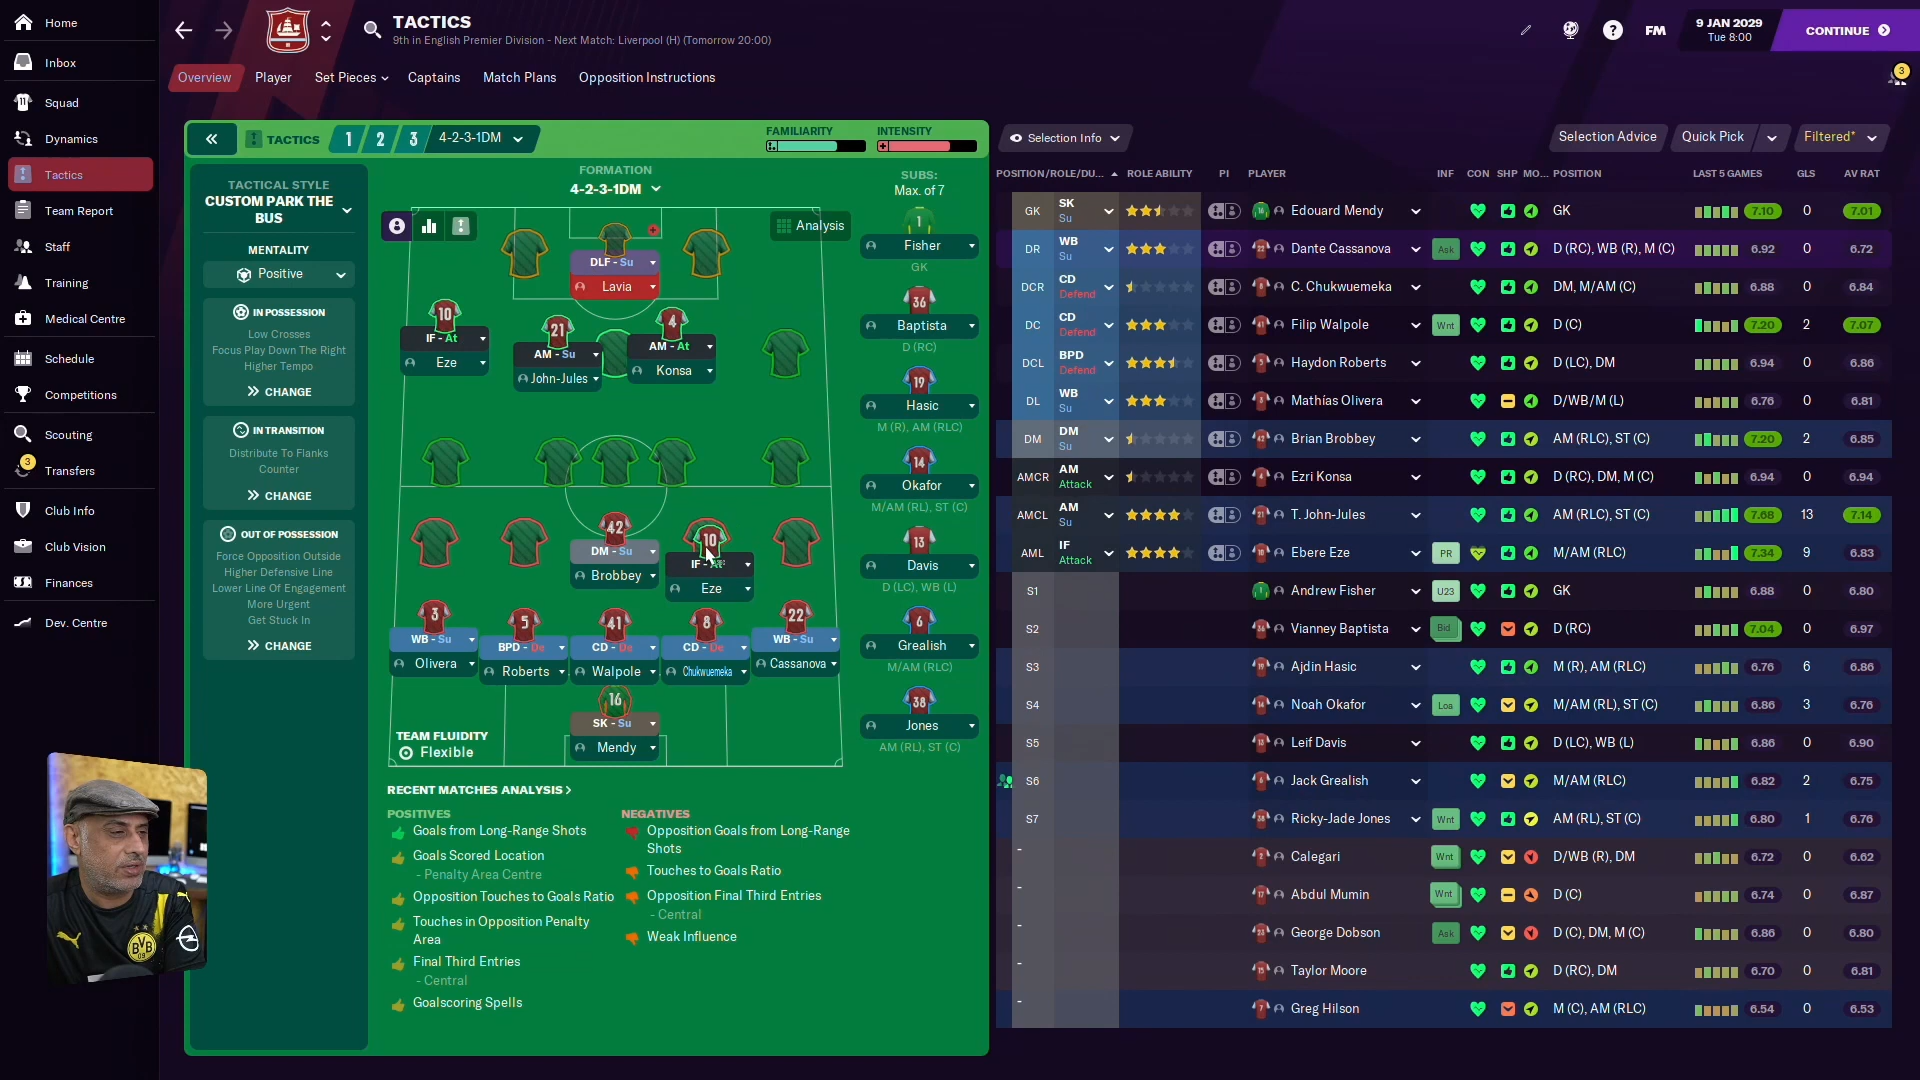 Home
Inbox
Squad
Dynamics
Tactics
Team Report
Staff
Training
Medical Centre
Schedule
Competitions
Scouting
3
Transfers
Club Info
Club Vision
Finances
Dev. Centre
TACTICS
9th in English Premier Division - Next Match: Liverpool (H) (Tomorrow 20:00)
FM
9 JAN 2029
Tue 8:00
CONTINUE
3
Overview
Player
Set Pieces
Captains
Match Plans
Opposition Instructions
TACTICS
1
2
3
4-2-3-1DM
FAMILIARITY
INTENSITY
TACTICAL STYLE
CUSTOM PARK THE
BUS
MENTALITY
Positive
IN POSSESSION
Low Crosses
Focus Play Down The Right
Higher Tempo
CHANGE
IN TRANSITION
Distribute To Flanks
Counter
CHANGE
OUT OF POSSESSION
Force Opposition Outside
Higher Defensive Line
Lower Line Of Engagement
More Urgent
Get Stuck In
CHANGE
FORMATION
4-2-3-1DM
Analysis
DLF - Su
Lavia
10
IF - At
Eze
21
AM - Su
John-Jules
4
AM - At
Konsa
42
DM - Su
Brobbey
10
IF -
Eze
3
WB - Su
Olivera
5
BPD - De
Roberts
41
CD - De
Walpole
8
CD - De
Chukwuemeka
22
WB - Su
Cassanova
16
SK - Su
Mendy
TEAM FLUIDITY
Flexible
SUBS:
Max. of 7
1
Fisher
GK
36
Baptista
D (RC)
19
Hasic
M (R), AM (RLC)
14
Okafor
M/AM (RL), ST (C)
13
Davis
D (LC), WB (L)
6
Grealish
M/AM (RLC)
38
Jones
AM (RL), ST (C)
RECENT MATCHES ANALYSIS >
POSITIVES
Goals from Long-Range Shots
Goals Scored Location
- Penalty Area Centre
Opposition Touches to Goals Ratio
Touches in Opposition Penalty
Area
Final Third Entries
- Central
Goalscoring Spells
NEGATIVES
Opposition Goals from Long-Range
Shots
Touches to Goals Ratio
Opposition Final Third Entries
- Central
Weak Influence
Selection Info
Selection Advice
Quick Pick
Filtered*
POSITION/ROLE/DU... ROLE ABILITY PI PLAYER INF CON SHP MO... POSITION LAST 5 GAMES GLS AV RAT
GK SK Su Edouard Mendy GK 7.10 0 7.01
DR WB Su Dante Cassanova Ask D (RC), WB (R), M (C) 6.92 0 6.72
DCR CD Defend C. Chukwuemeka DM, M/AM (C) 6.88 0 6.84
DC CD Defend Filip Walpole Wnt D (C) 7.20 2 7.07
DCL BPD Defend Haydon Roberts D (LC), DM 6.94 0 6.86
DL WB Su Mathías Olivera D/WB/M (L) 6.76 0 6.81
DM DM Su Brian Brobbey AM (RLC), ST (C) 7.20 2 6.85
AMCR AM Attack Ezri Konsa D (RC), DM, M (C) 6.94 0 6.94
AMCL AM Su T. John-Jules AM (RLC), ST (C) 7.68 13 7.14
AML IF Attack Ebere Eze PR M/AM (RLC) 7.34 9 6.83
S1 Andrew Fisher U23 GK 6.88 0 6.80
S2 Vianney Baptista Bid D (RC) 7.04 0 6.97
S3 Ajdin Hasic M (R), AM (RLC) 6.76 6 6.86
S4 Noah Okafor Loa M/AM (RL), ST (C) 6.86 3 6.76
S5 Leif Davis D (LC), WB (L) 6.86 0 6.90
S6 Jack Grealish M/AM (RLC) 6.82 2 6.75
S7 Ricky-Jade Jones Wnt AM (RL), ST (C) 6.80 1 6.76
- Calegari Wnt D/WB (R), DM 6.72 0 6.62
- Abdul Mumin Wnt D (C) 6.74 0 6.87
- George Dobson Ask D (C), DM, M (C) 6.86 0 6.80
- Taylor Moore D (RC), DM 6.70 0 6.81
- Greg Hilson M (C), AM (RLC) 6.54 0 6.53
BVB
09